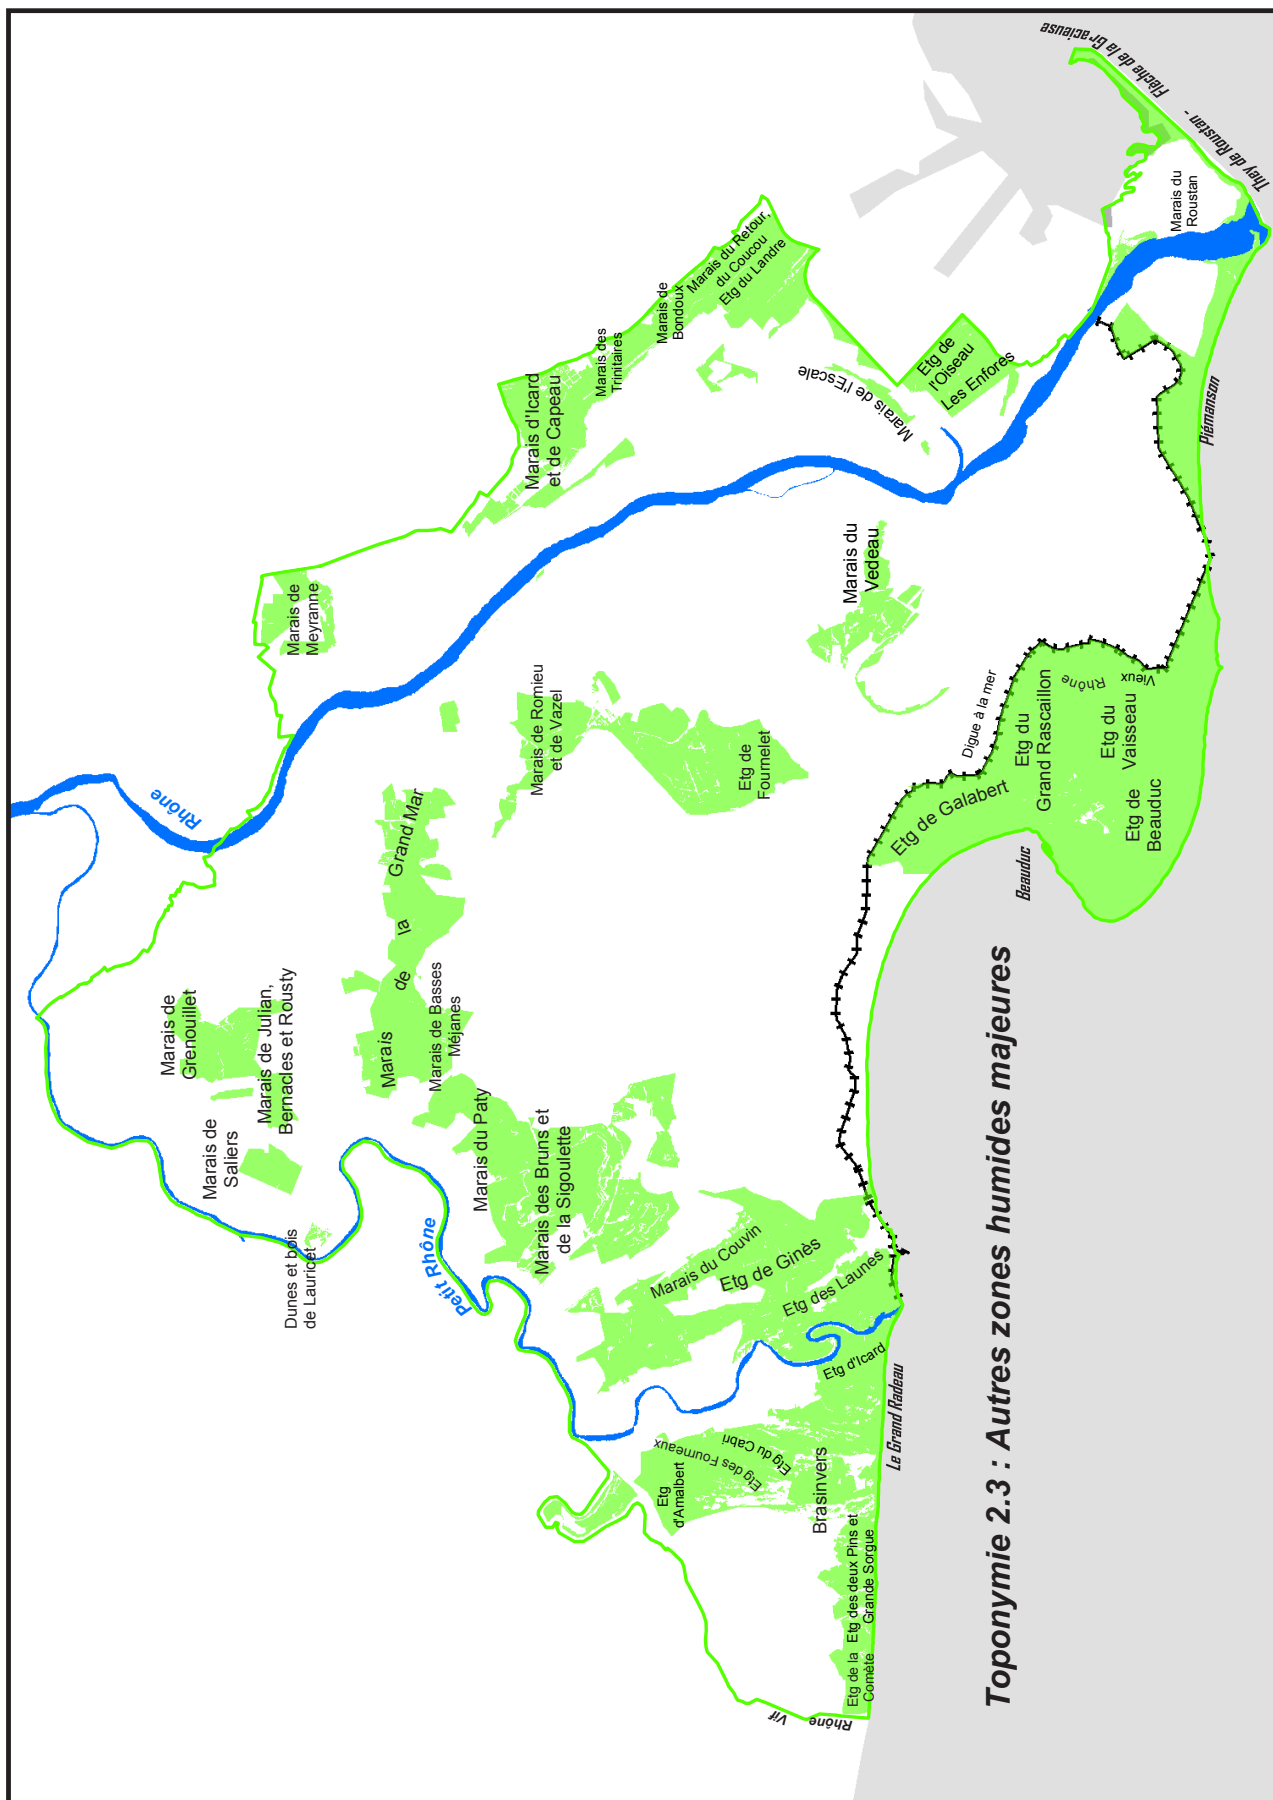 Rhône
Petit Rhône
Marais de
Grenouillet
Marais de Julian,
Bernacles et Rousty
Marais de
Saliers
Dunes et bois
de Lauricet
Marais de la Grand Mar
Marais de Basses
Méjanes
Marais du Paty
Marais des Bruns et
de la Sigoulette
Marais du Couvin
Etg de Ginès
Etg des Launes
Etg d'Icard
Etg
d'Amalbert
Etg des Fourneaux
Etg du Cabri
Brasinvers
Etg des deux Pins et
Grande Sorgue
Etg de la
Comète
Rhône Vif
Le Grand Radeau
Marais de
Meyranne
Marais d'Icard
et de Capeau
Marais des
Trinitaires
Marais de
Bondoux
Marais du Retour,
du Coucou
Etg du Landre
Marais de l'Escale
Etg de
l'Oiseau
Les Enfores
Marais de Romieu
et de Vazel
Etg de
Fournelet
Marais du
Vedeau
Digue à la mer
Etg de Galabert
Etg du
Grand Rascaillon
Vieux Rhône
Etg du
Vaisseau
Etg de
Beauduc
Beauduc
Piémanson
Marais du
Roustan
They de Roustan - Flèche de la Gracieuse
Toponymie 2.3 : Autres zones humides majeures